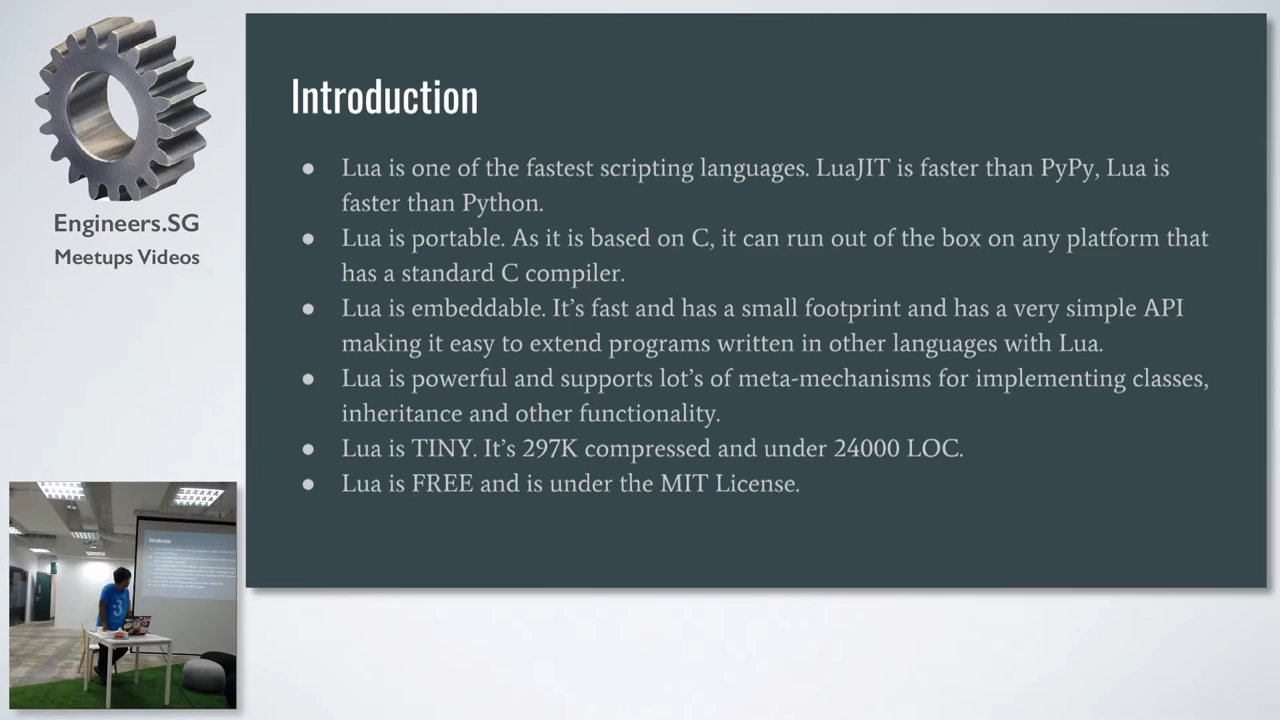 Engineers.SG
Meetups Videos
Introduction
● Lua is one of the fastest scripting languages. LuaJIT is faster than PyPy, Lua is
faster than Python.
● Lua is portable. As it is based on C, it can run out of the box on any platform that
has a standard C compiler.
● Lua is embeddable. It’s fast and has a small footprint and has a very simple API
making it easy to extend programs written in other languages with Lua.
● Lua is powerful and supports lot’s of meta-mechanisms for implementing classes,
inheritance and other functionality.
● Lua is TINY. It’s 297K compressed and under 24000 LOC.
● Lua is FREE and is under the MIT License.
Introduction
3